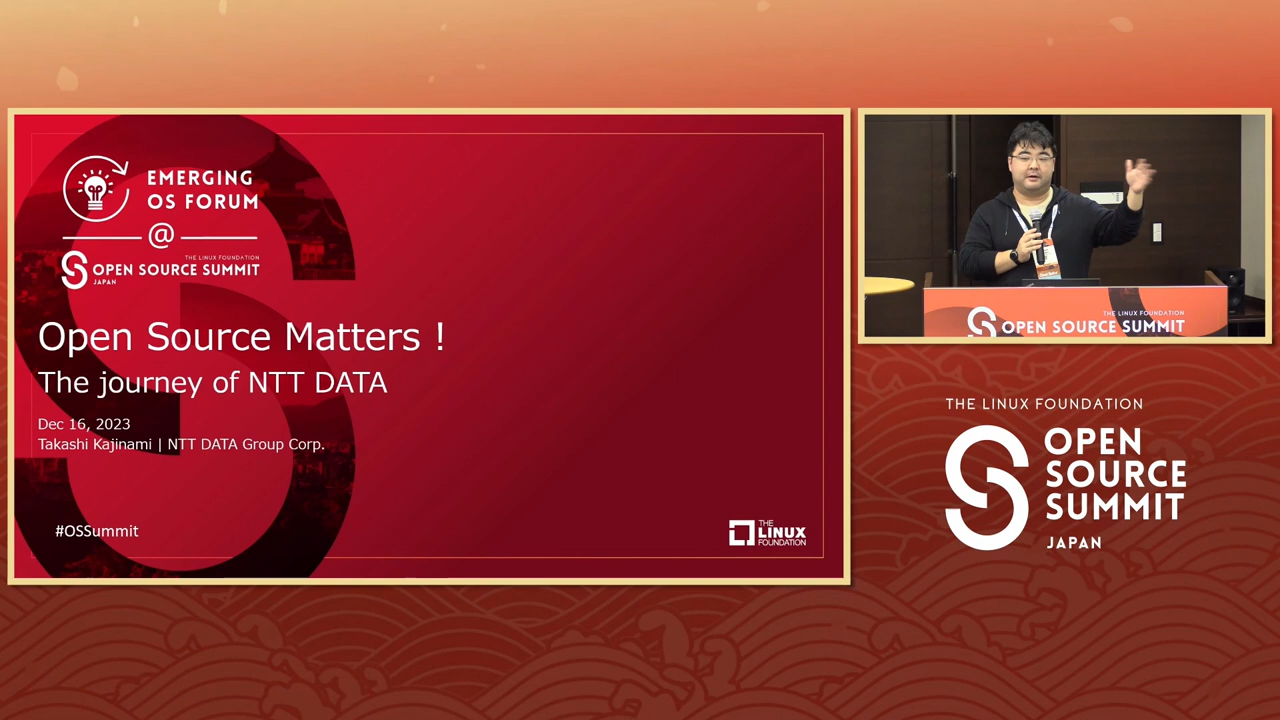 EMERGING
OS FORUM
@
THE LINUX FOUNDATION
OPEN SOURCE SUMMIT
JAPAN
Open Source Matters !
The journey of NTT DATA
Dec 16, 2023
Takashi Kajinami | NTT DATA Group Corp.
#OSSummit
THE
LINUX
FOUNDATION
THE LINUX FOUNDATION
OPEN SOURCE SUMMIT
THE LINUX FOUNDATION
OPEN
SOURCE
SUMMIT
JAPAN